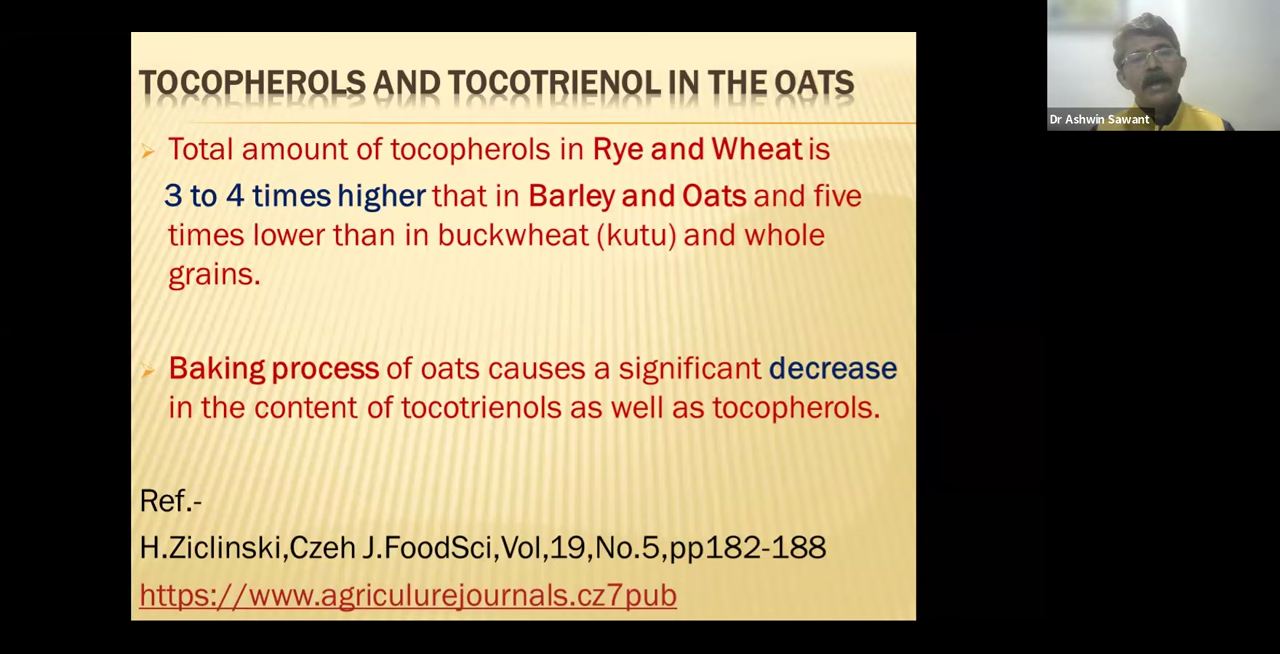 TOCOPHEROLS AND TOCOTRIENOL IN THE OATS
Total amount of tocopherols in Rye and Wheat is
3 to 4 times higher that in Barley and Oats and five
times lower than in buckwheat (kutu) and whole
grains.
Baking process of oats causes a significant decrease
in the content of tocotrienols as well as tocopherols.
Ref.-
H.Ziclinski,Czeh J.FoodSci,Vol,19,No.5,pp182-188
https://www.agriculurejournals.cz7pub
Dr Ashwin Sawant